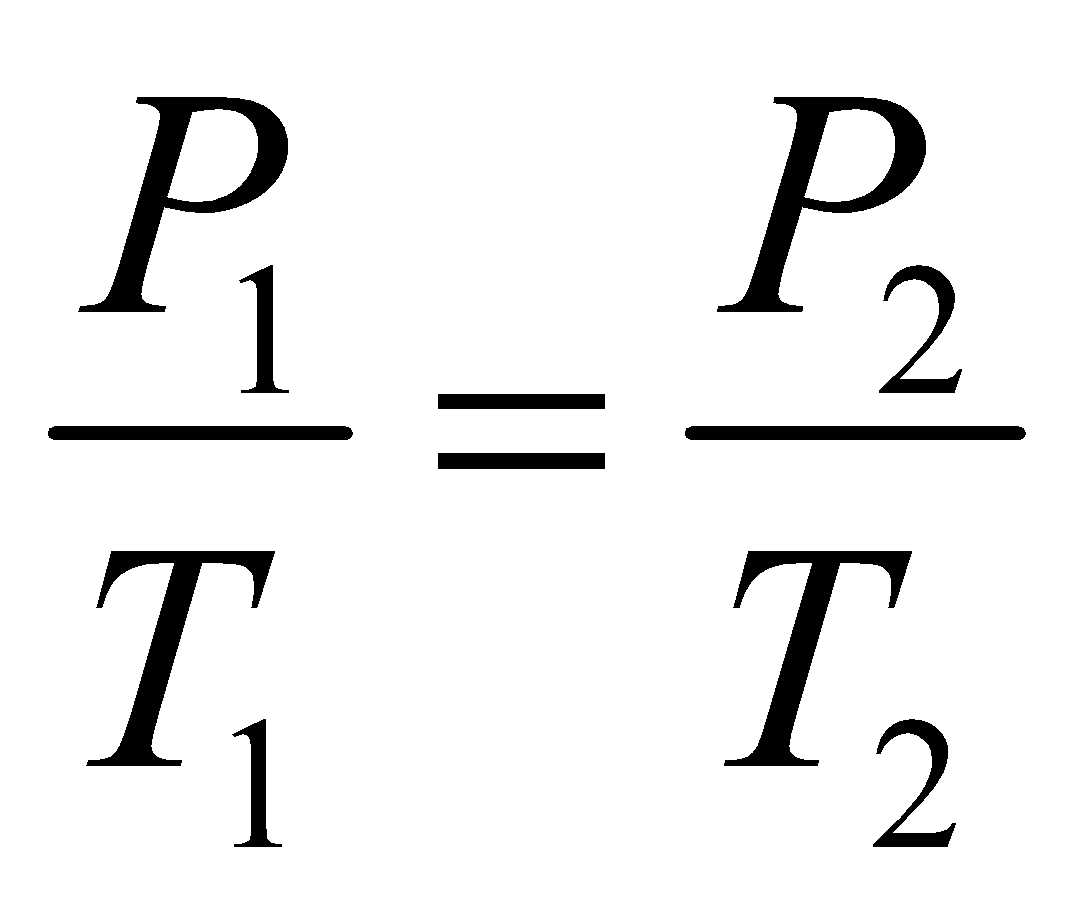 P₁/T₁ = P₂/T₂